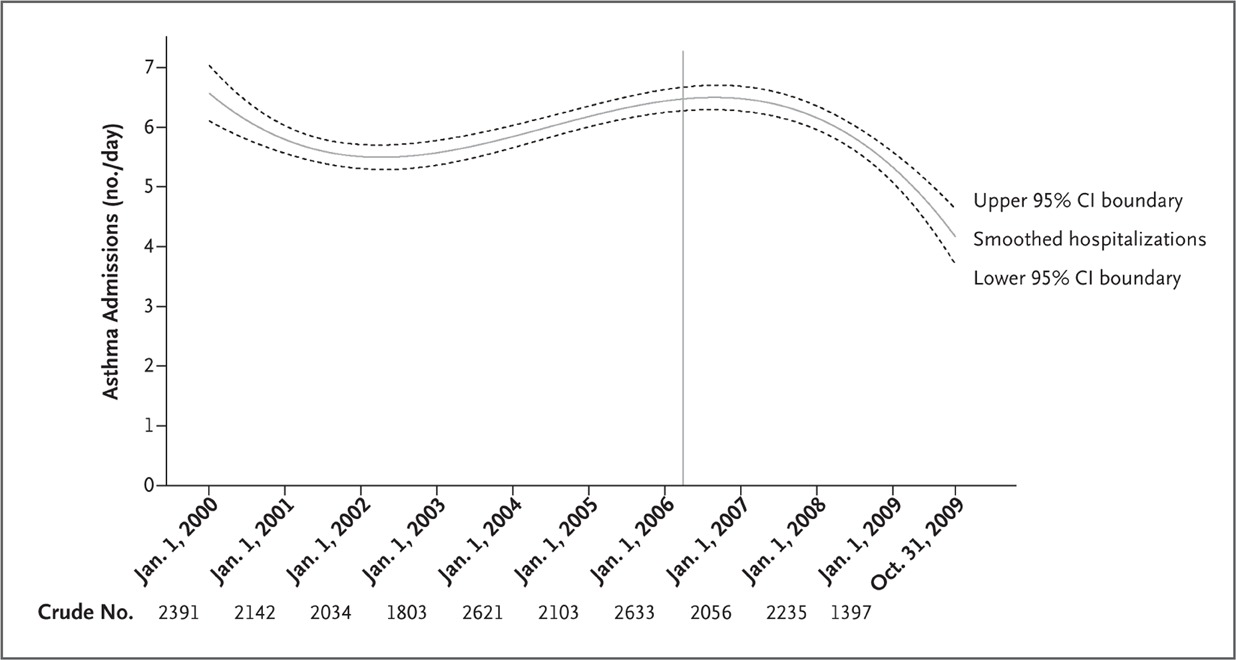 Asthma Admissions (no./day)
7
6
5
4
3
2
1
0
Upper 95% CI boundary
Smoothed hospitalizations
Lower 95% CI boundary
Jan. 1, 2000
Jan. 1, 2001
Jan. 1, 2002
Jan. 1, 2003
Jan. 1, 2004
Jan. 1, 2005
Jan. 1, 2006
Jan. 1, 2007
Jan. 1, 2008
Jan. 1, 2009
Oct. 31, 2009
Crude No. 2391 2142 2034 1803 2621 2103 2633 2056 2235 1397